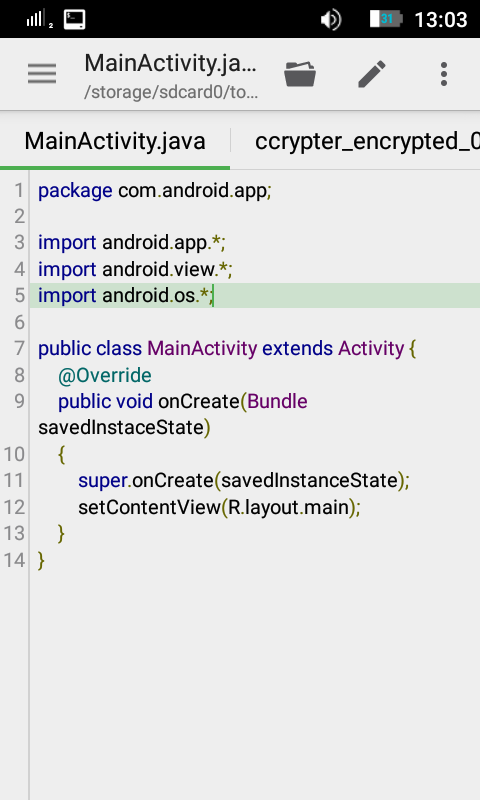 2
31
13:03
MainActivity.ja...
/storage/sdcard0/to...
MainActivity.java
ccrypter_encrypted_0
1 package com.android.app;
2
3 import android.app.*;
4 import android.view.*;
5 import android.os.*;
6
7 public class MainActivity extends Activity {
8 @Override
9 public void onCreate(Bundle
savedInstaceState)
10 {
11 super.onCreate(savedInstanceState);
12 setContentView(R.layout.main);
13 }
14 }